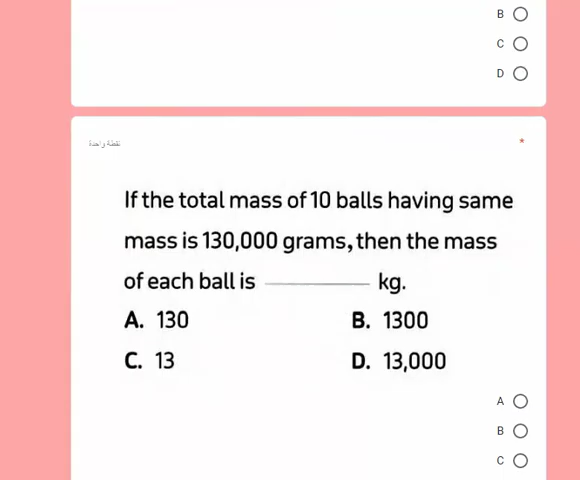 B
C
D
نقطة واحدة
*
If the total mass of 10 balls having same
mass is 130,000 grams, then the mass
of each ball is ________ kg.
A. 130 B. 1300
C. 13 D. 13,000
A
B
C